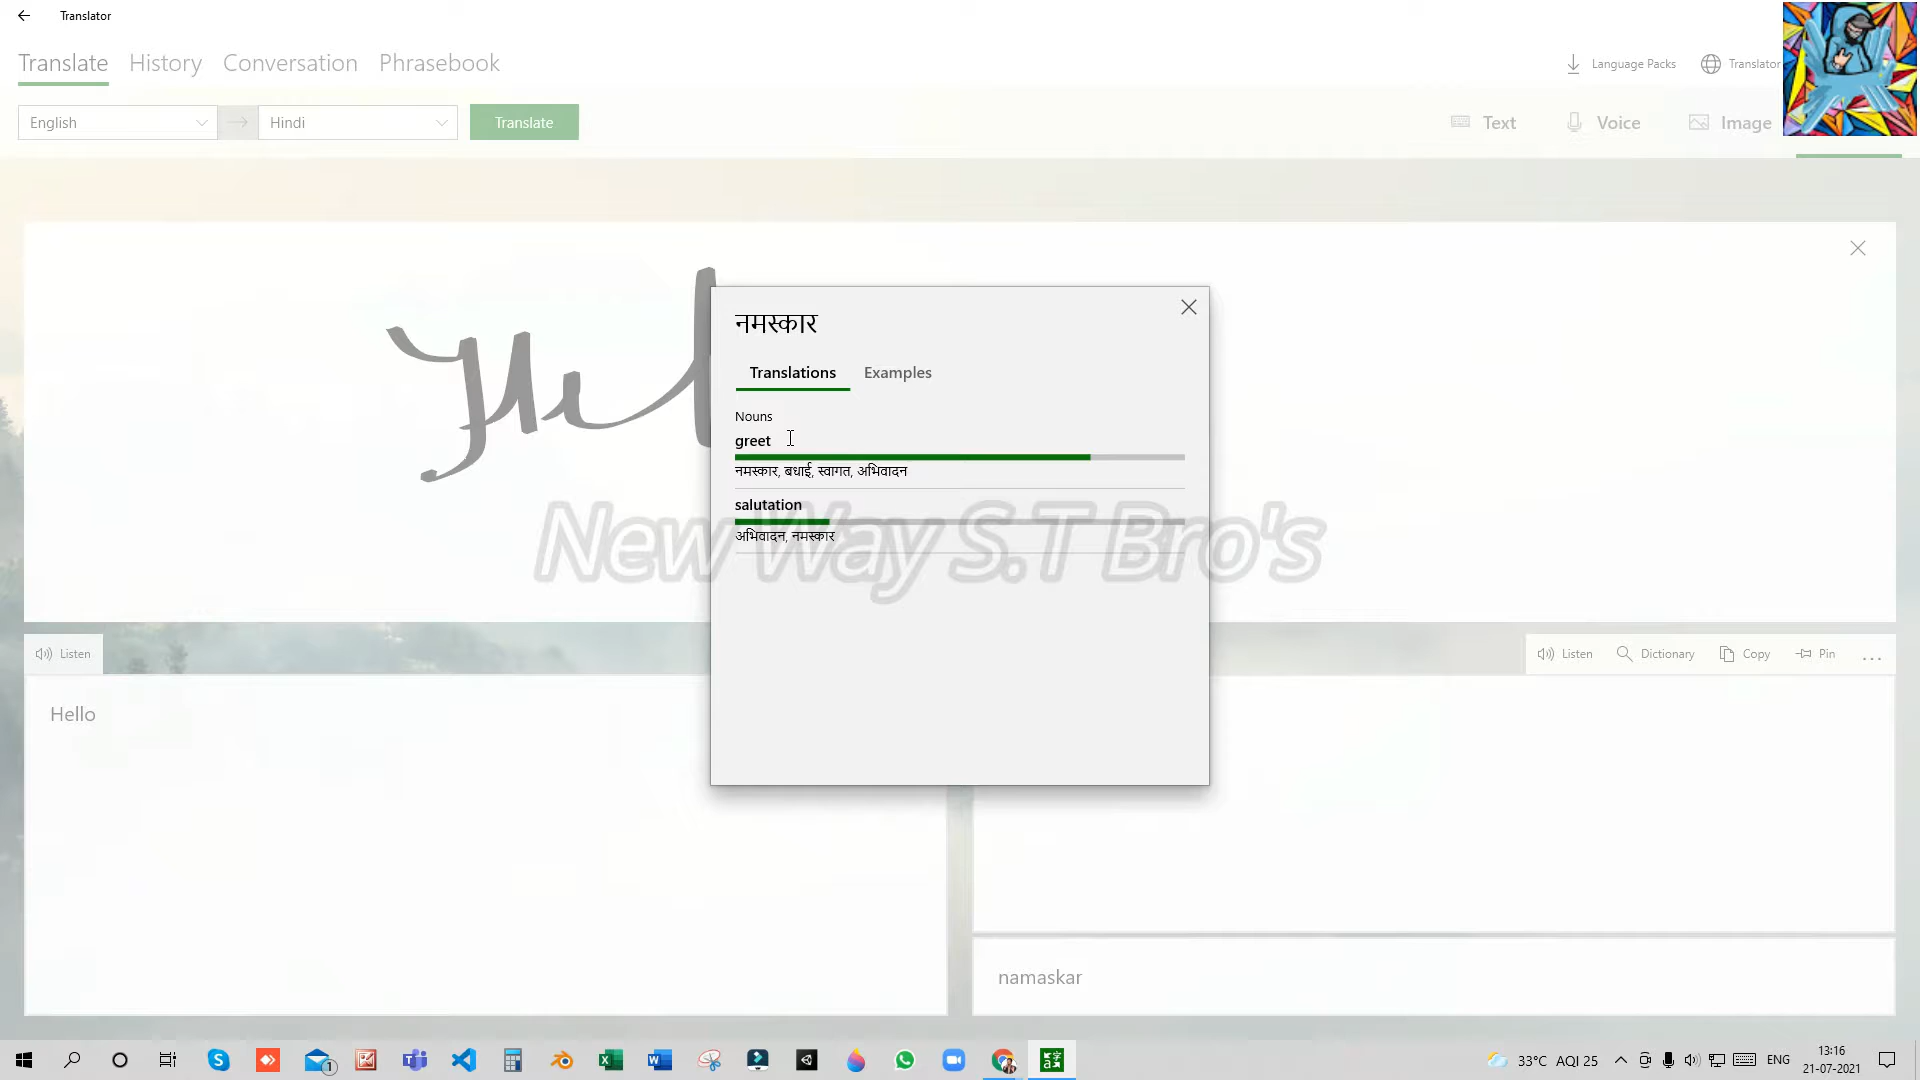 Translator
Translate History Conversation Phrasebook
Language Packs Translator
English Hindi Translate
Text Voice Image
नमस्कार
Translations Examples
Nouns
greet
नमस्कार, बधाई, स्वागत, अभिवादन
salutation
अभिवादन, नमस्कार
New Way S.T Bro's
Listen
Listen Dictionary Copy Pin ...
Hello
namaskar
33°C AQI 25 ENG 13:16
21-07-2021